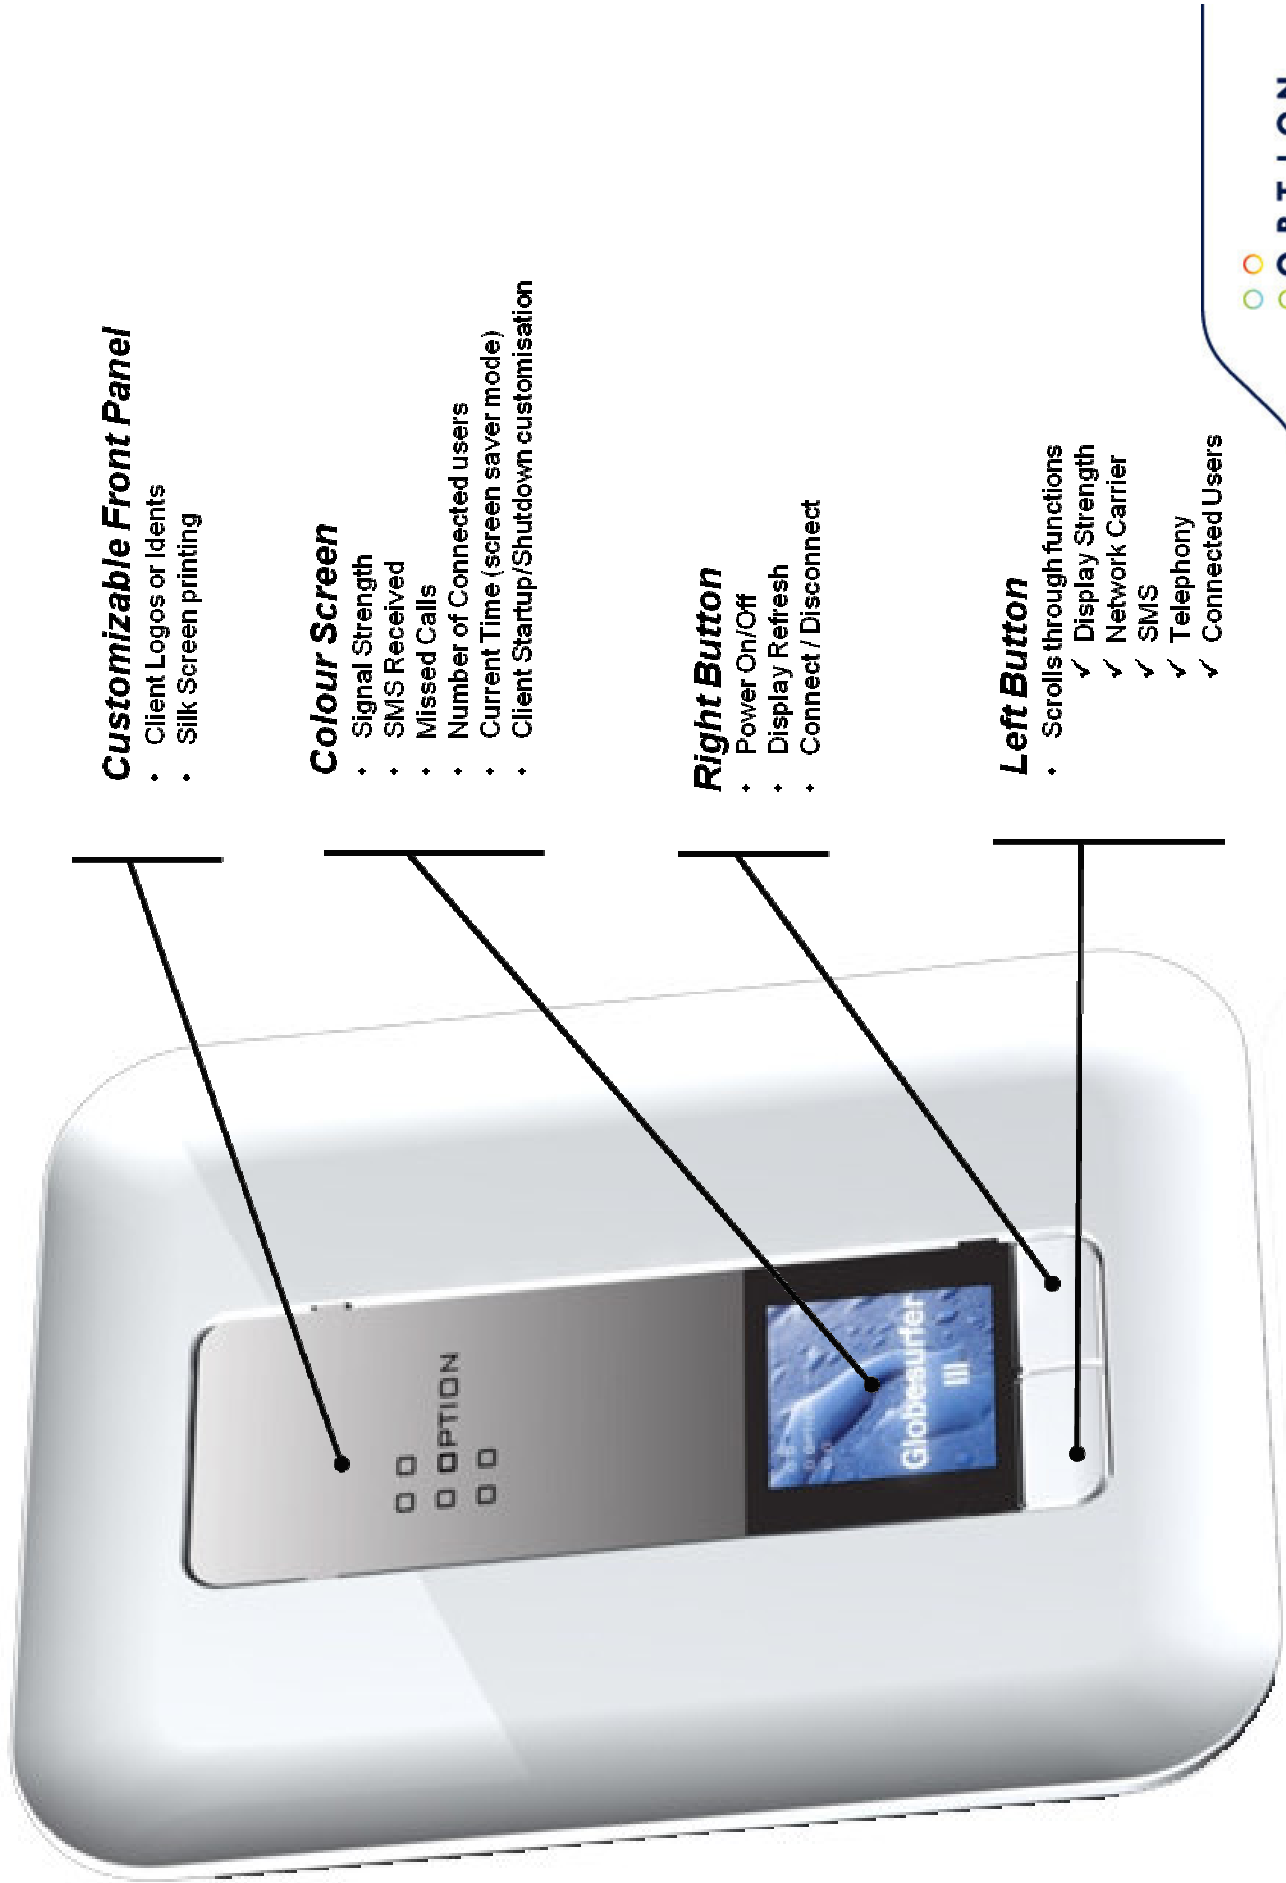 Customizable Front Panel
• Client Logos or Idents
• Silk Screen printing
Colour Screen
• Signal Strength
• SMS Received
• Missed Calls
• Number of Connected users
• Current Time (screen saver mode)
• Client Startup/Shutdown customisation
Right Button
• Power On/Off
• Display Refresh
• Connect / Disconnect
Left Button
• Scrolls through functions
✓ Display Strength
✓ Network Carrier
✓ SMS
✓ Telephony
✓ Connected Users
OPTION
Globesurfer
III
OPTION